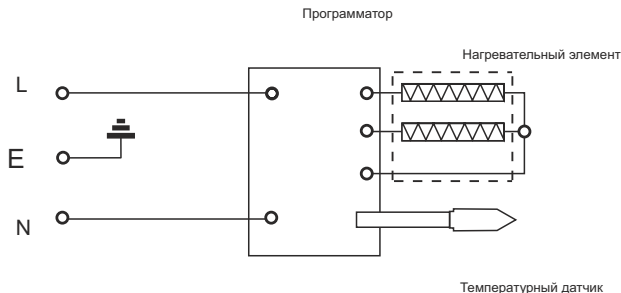 Программатор
Нагревательный элемент
L
E
N
Температурный датчик